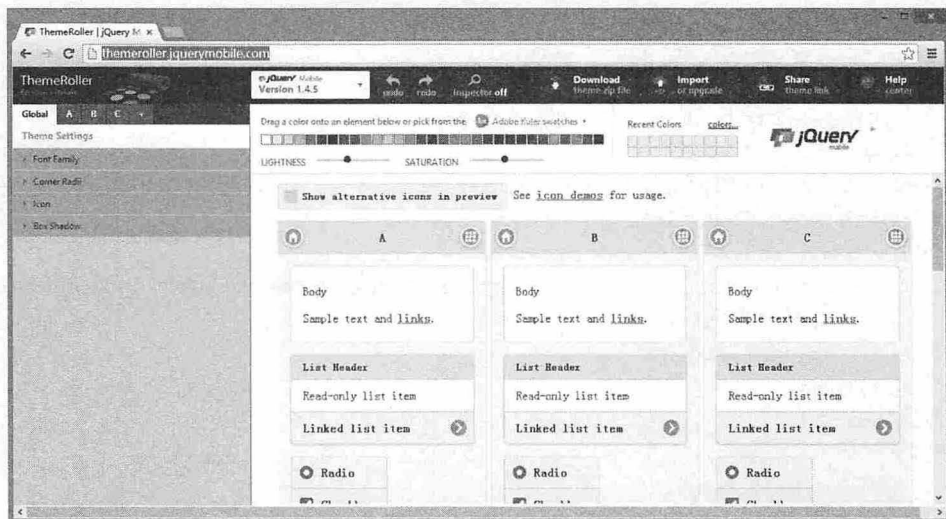 ThemeRoller | jQuery M
themeroller.jquerymobile.com
ThemeRoller
jQuery Mobile
Version 1.4.5
undo
redo
inspector off
Download
theme zip file
Import
or upgrade
Share
theme link
Help
center
Global A B C +
Theme Settings
Font Family
Corner Radii
Icon
Box Shadow
Drag a color onto an element below or pick from the Adobe Kuler swatches
Recent Colors colors...
LIGHTNESS SATURATION
jQuery
mobile
Show alternative icons in preview See icon demos for usage.
A B C
Body Body Body
Sample text and links. Sample text and links. Sample text and links.
List Header List Header List Header
Read-only list item Read-only list item Read-only list item
Linked list item Linked list item Linked list item
Radio Radio Radio